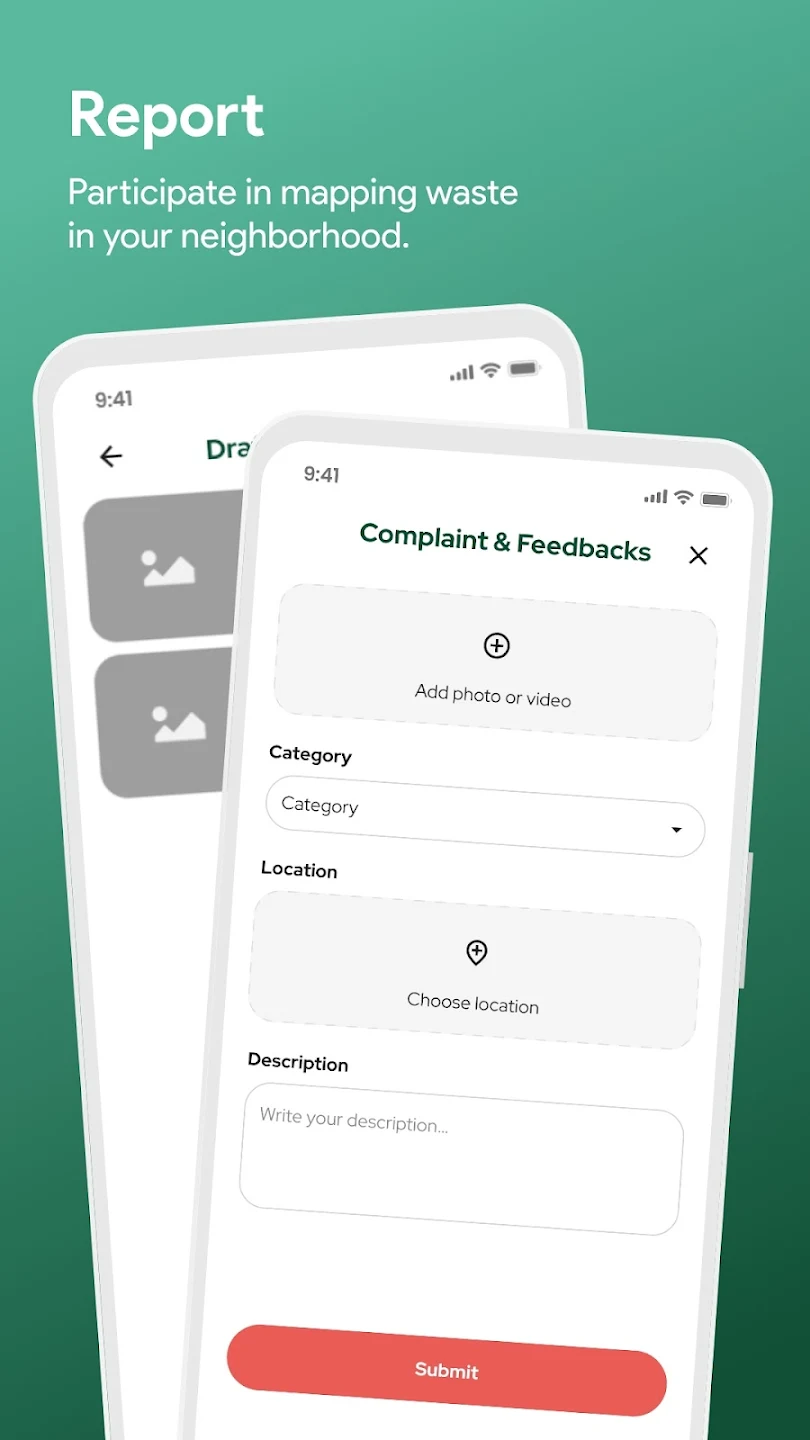 Report
Participate in mapping waste
in your neighborhood.
9:41
9:41
Complaint & Feedbacks
Add photo or video
Category
Category
Location
Choose location
Description
Write your description...
Submit